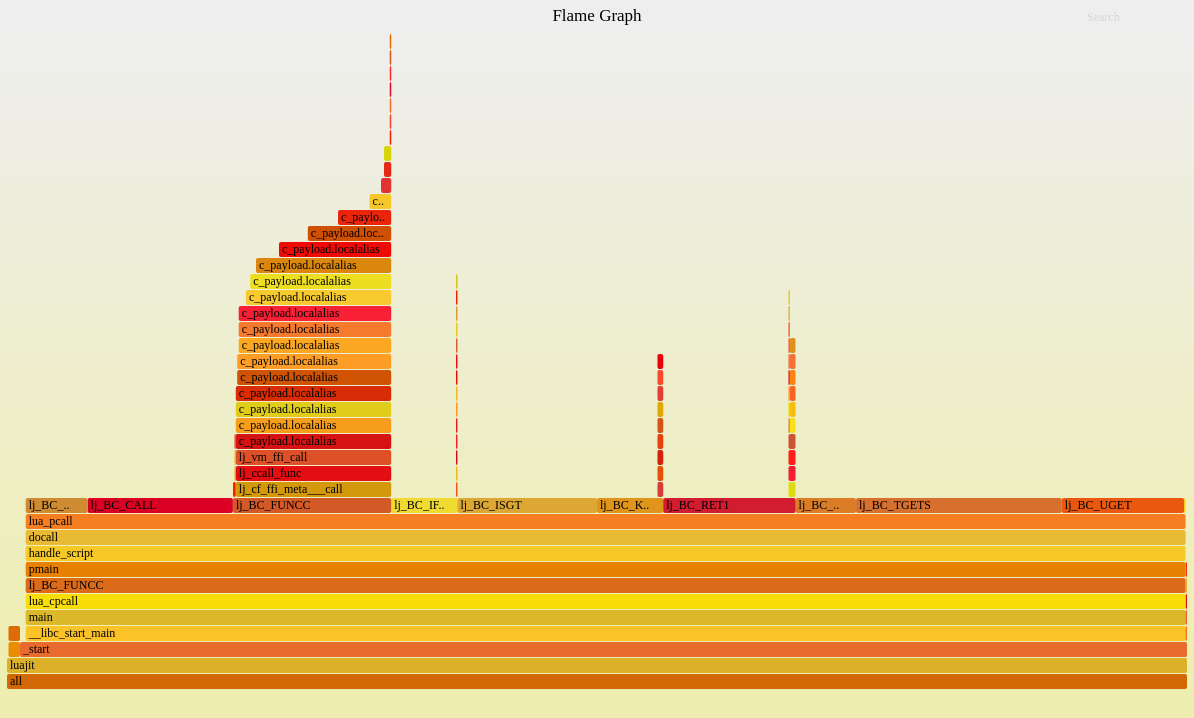 Flame Graph
Search
c..
c_paylo..
c_payload.loc..
c_payload.localalias
c_payload.localalias
c_payload.localalias
c_payload.localalias
c_payload.localalias
c_payload.localalias
c_payload.localalias
c_payload.localalias
c_payload.localalias
c_payload.localalias
c_payload.localalias
c_payload.localalias
c_payload.localalias
lj_vm_ffi_call
lj_ccall_func
lj_cf_ffi_meta___call
lj_BC_.. lj_BC_CALL lj_BC_FUNCC lj_BC_IF.. lj_BC_ISGT lj_BC_K.. lj_BC_RET1 lj_BC_.. lj_BC_TGETS lj_BC_UGET
lua_pcall
docall
handle_script
pmain
lj_BC_FUNCC
lua_cpcall
main
__libc_start_main
_start
luajit
all